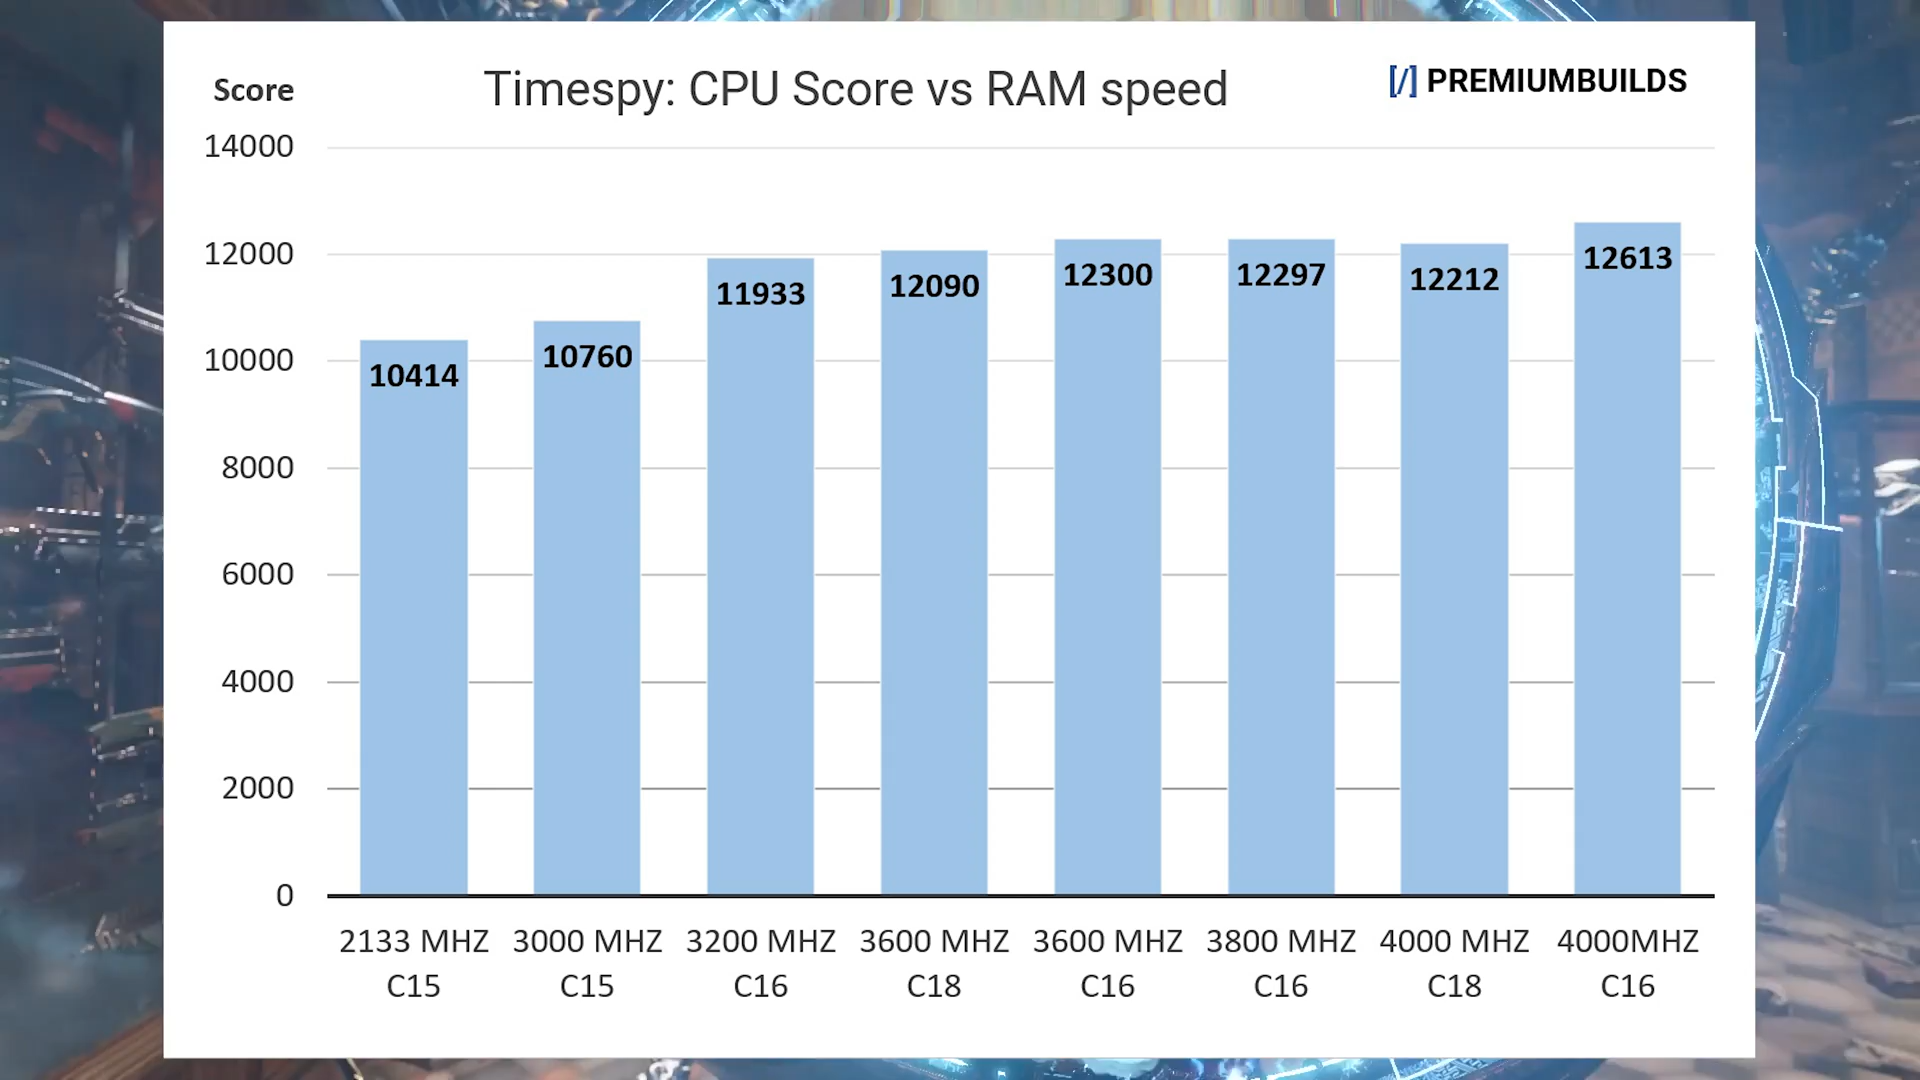 Score
Timespy: CPU Score vs RAM speed
[/] PREMIUMBUILDS
14000
12000
10000
8000
6000
4000
2000
0
10414
10760
11933
12090
12300
12297
12212
12613
2133 MHZ C15
3000 MHZ C15
3200 MHZ C16
3600 MHZ C18
3600 MHZ C16
3800 MHZ C16
4000 MHZ C18
4000MHZ C16